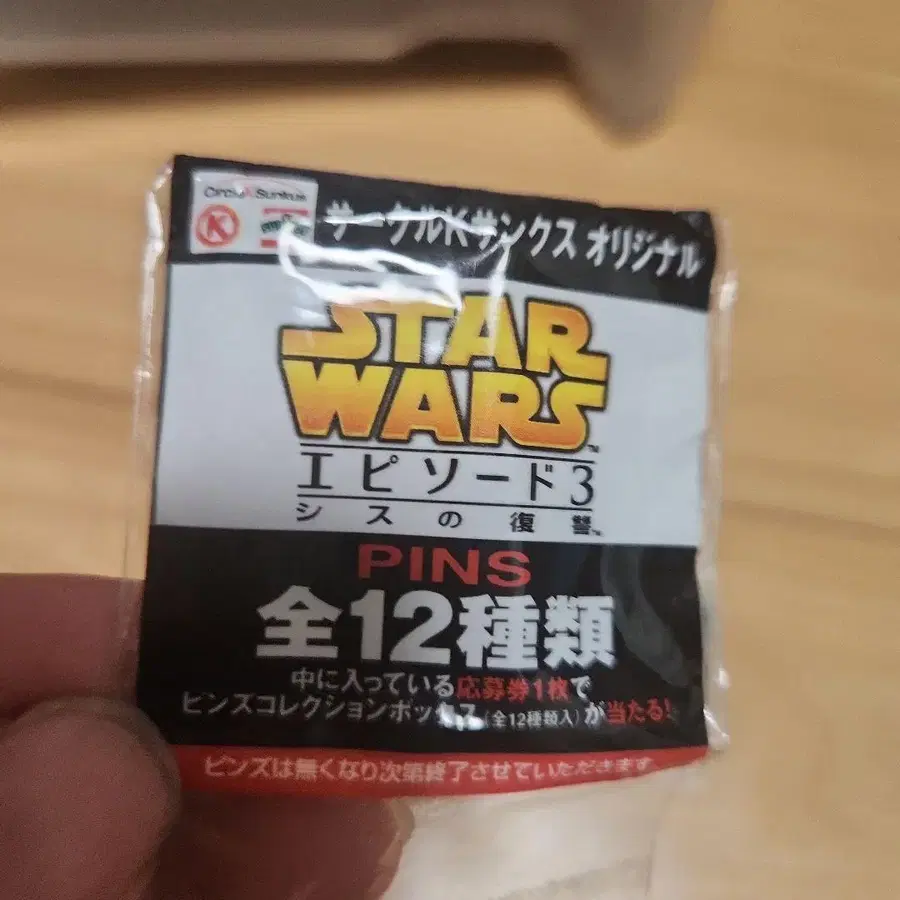 Circle K Sunkus
K
サークルKサンクス オリジナル
STAR
WARS™
エピソード3
シスの復讐™
PINS
全12種類
中に入っている応募券1枚で
ピンズコレクションボックス(全12種類入)が当たる!
ピンズは無くなり次第終了させていただきます。